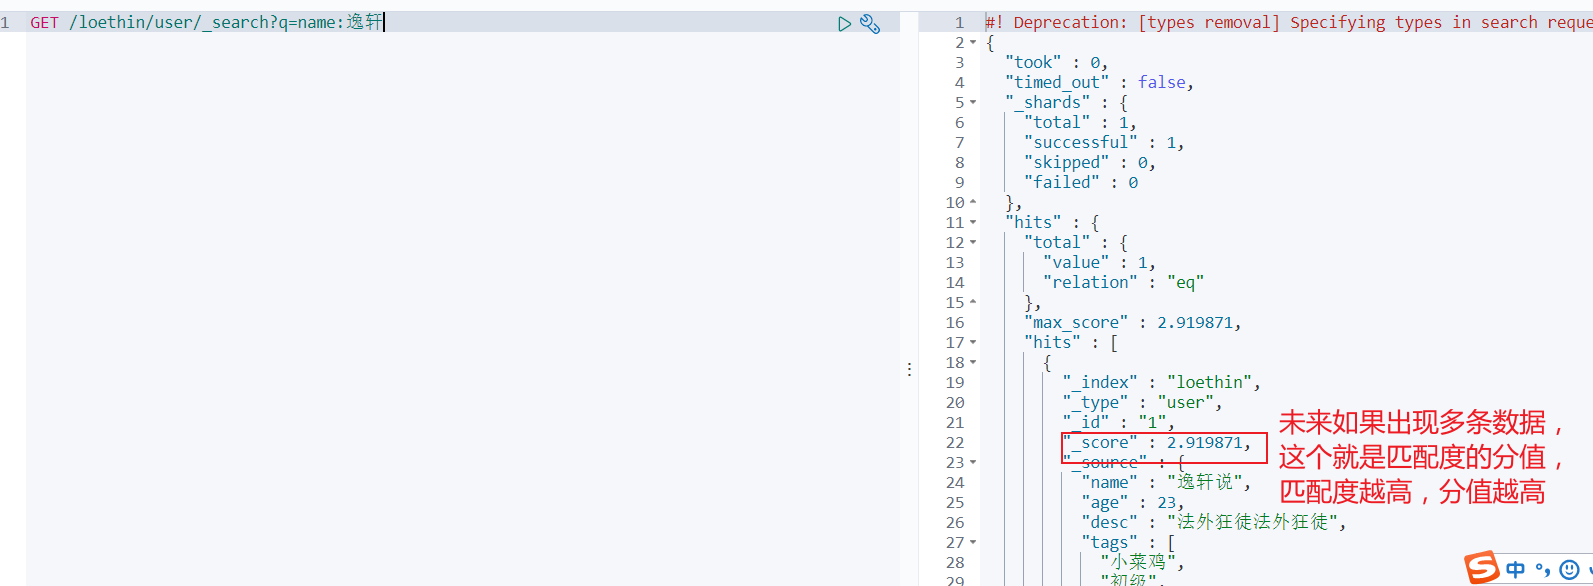 1 GET /loethin/user/_search?q=name:逸轩
1 #! Deprecation: [types removal] Specifying types in search reque
2 {
3 "took" : 0,
4 "timed_out" : false,
5 "_shards" : {
6 "total" : 1,
7 "successful" : 1,
8 "skipped" : 0,
9 "failed" : 0
10 },
11 "hits" : {
12 "total" : {
13 "value" : 1,
14 "relation" : "eq"
15 },
16 "max_score" : 2.919871,
17 "hits" : [
18 {
19 "_index" : "loethin",
20 "_type" : "user",
21 "_id" : "1",
22 "_score" : 2.919871,
23 "_source" : {
24 "name" : "逸轩说",
25 "age" : 23,
26 "desc" : "法外狂徒法外狂徒",
27 "tags" : [
28 "小菜鸡",
29 "初级",
未来如果出现多条数据，
这个就是匹配度的分值，
匹配度越高，分值越高
S 中